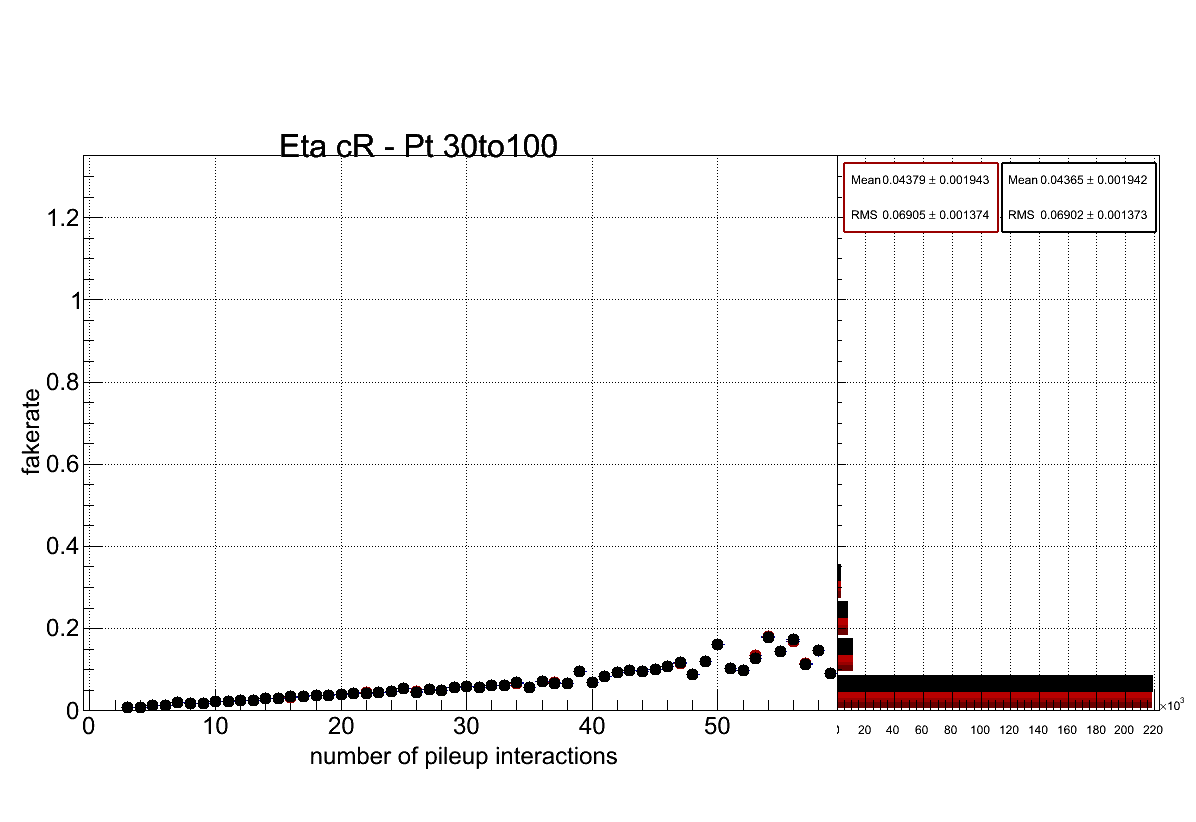 Eta cR - Pt 30to100
Mean 0.04379 ± 0.001943
RMS 0.06905 ± 0.001374
Mean 0.04365 ± 0.001942
RMS 0.06902 ± 0.001373
fakerate
1.2
1
0.8
0.6
0.4
0.2
0
0 10 20 30 40 50
number of pileup interactions
20 40 60 80 100 120 140 160 180 200 220
×10³